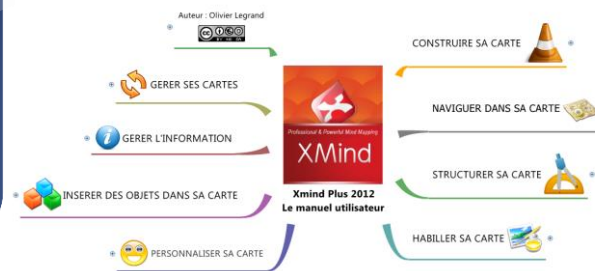 Auteur : Olivier Legrand
GERER SES CARTES
GERER L'INFORMATION
INSERER DES OBJETS DANS SA CARTE
PERSONNALISER SA CARTE
Professional & Powerful Mind Mapping
XMind
Xmind Plus 2012
Le manuel utilisateur
CONSTRUIRE SA CARTE
NAVIGUER DANS SA CARTE
STRUCTURER SA CARTE
HABILLER SA CARTE